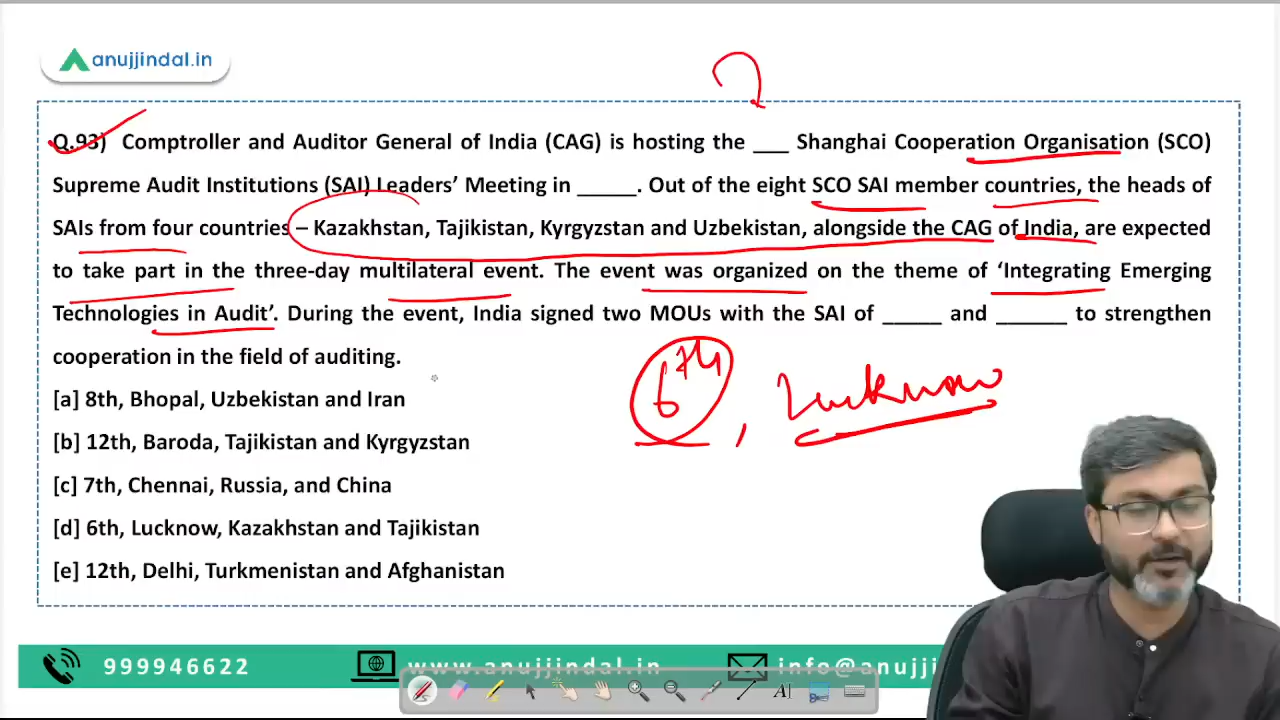 anujjindal.in
Q.93) Comptroller and Auditor General of India (CAG) is hosting the ___ Shanghai Cooperation Organisation (SCO)
Supreme Audit Institutions (SAI) Leaders’ Meeting in _____. Out of the eight SCO SAI member countries, the heads of
SAIs from four countries – Kazakhstan, Tajikistan, Kyrgyzstan and Uzbekistan, alongside the CAG of India, are expected
to take part in the three-day multilateral event. The event was organized on the theme of ‘Integrating Emerging
Technologies in Audit’. During the event, India signed two MOUs with the SAI of _____ and ______ to strengthen
cooperation in the field of auditing.
6th, Lucknow
[a] 8th, Bhopal, Uzbekistan and Iran
[b] 12th, Baroda, Tajikistan and Kyrgyzstan
[c] 7th, Chennai, Russia, and China
[d] 6th, Lucknow, Kazakhstan and Tajikistan
[e] 12th, Delhi, Turkmenistan and Afghanistan
999946622
www.anujjindal.in
info@anujji
A